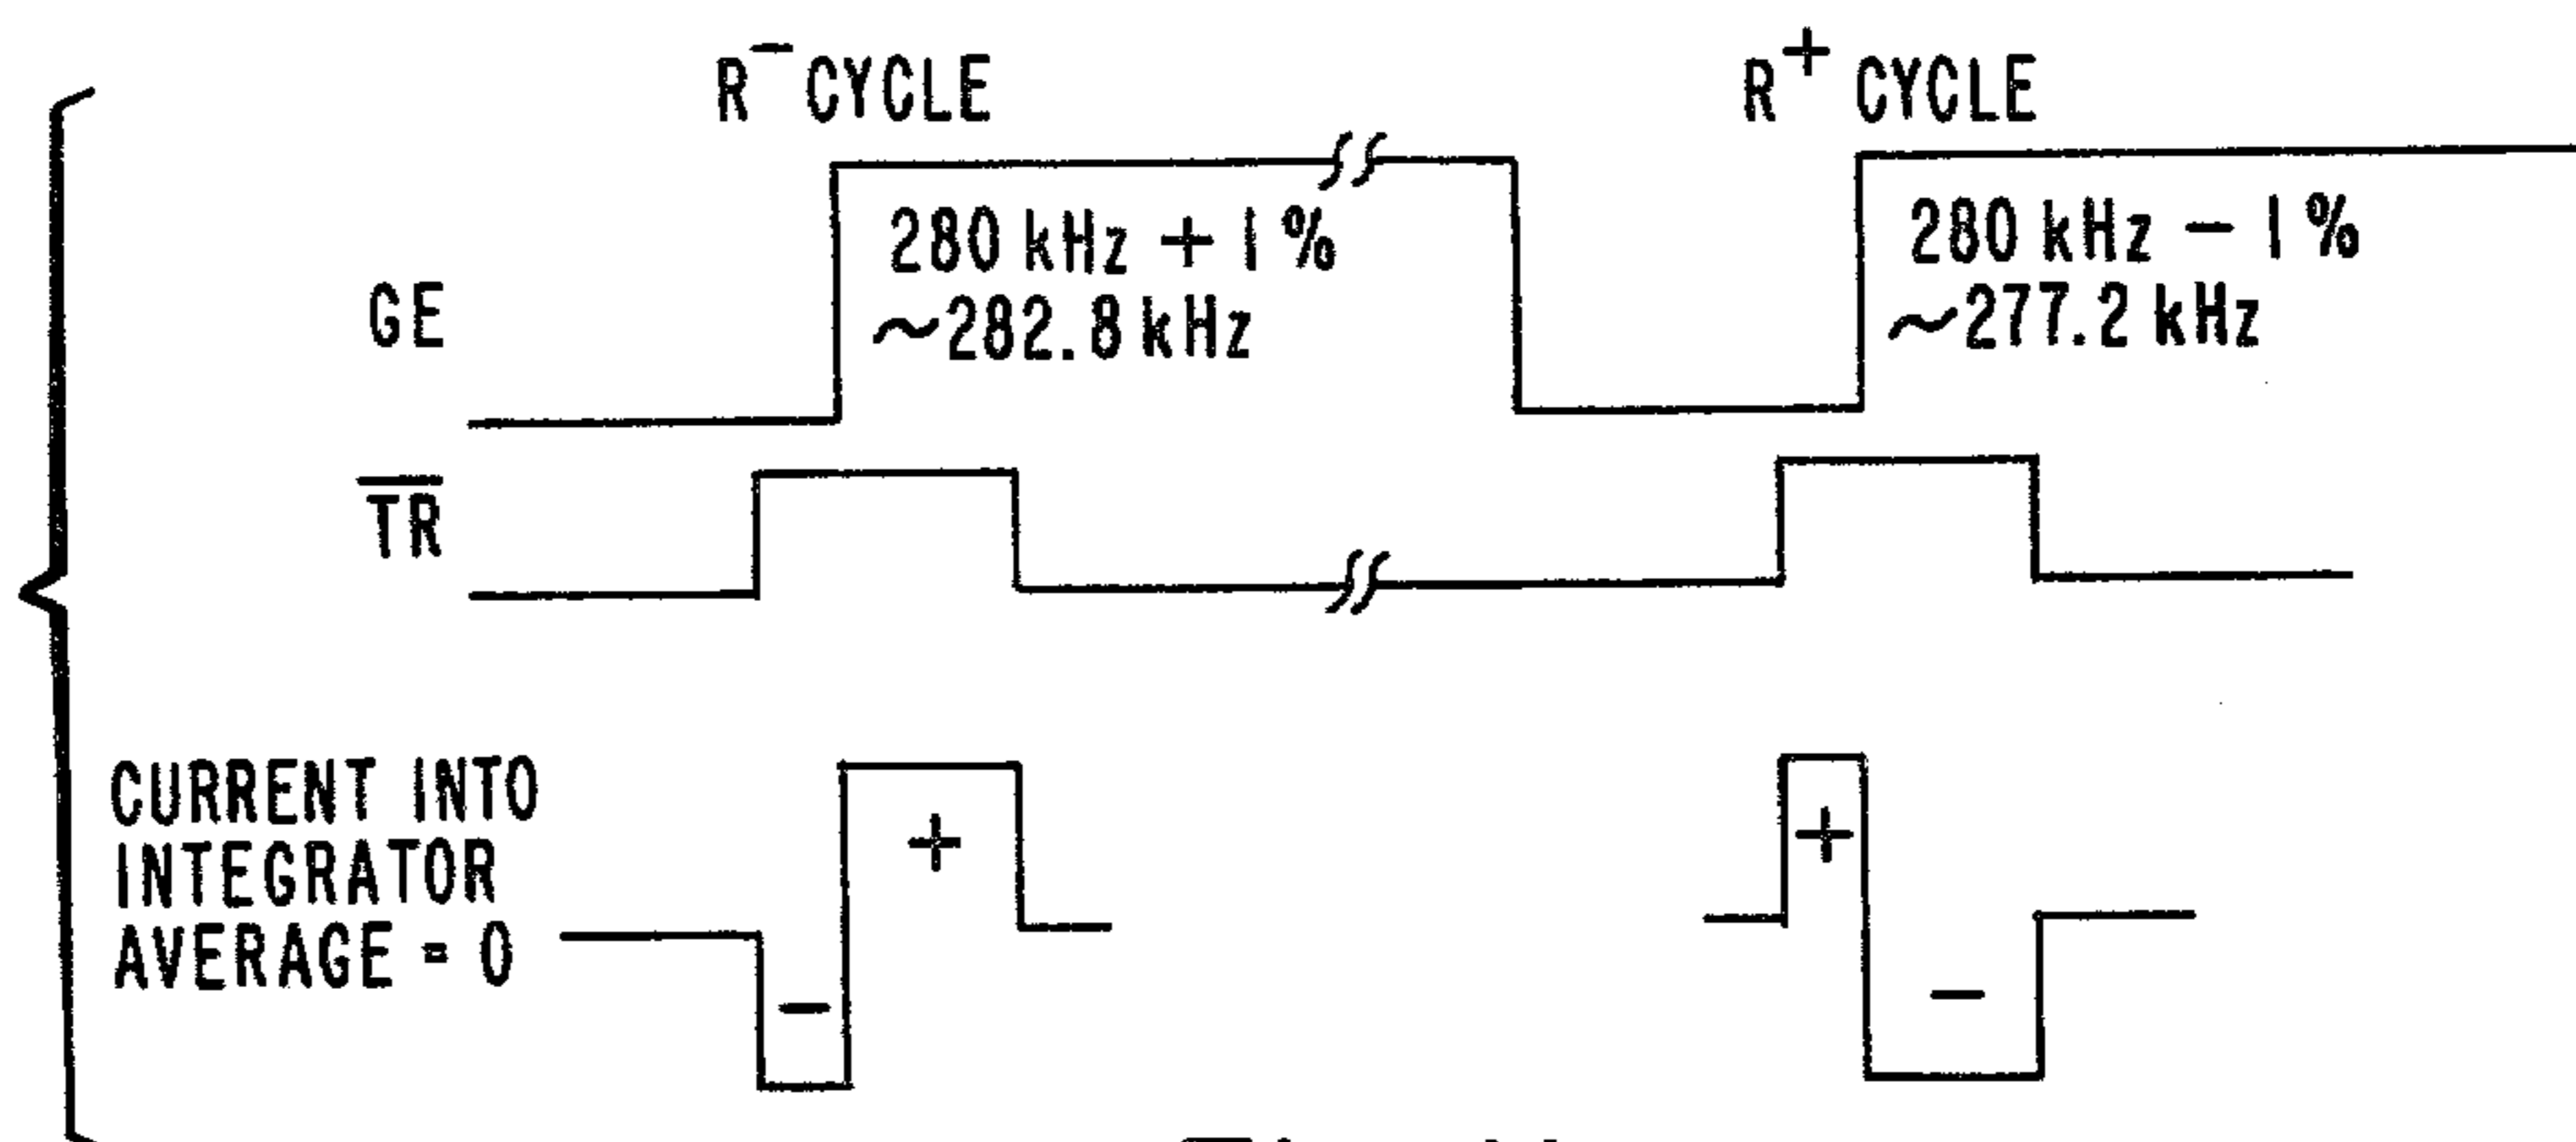 R⁻ CYCLE
R⁺ CYCLE
GE
280 kHz + 1 %
~282.8 kHz
280 kHz − 1 %
~277.2 kHz
T̅R̅
CURRENT INTO
INTEGRATOR
AVERAGE = 0
+
−
+
−